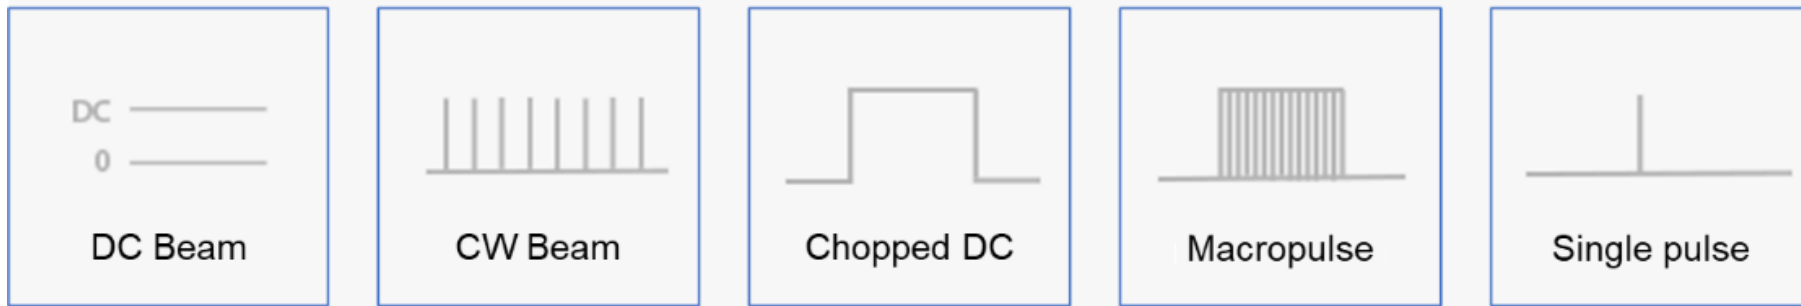 DC
0
DC Beam
CW Beam
Chopped DC
Macropulse
Single pulse